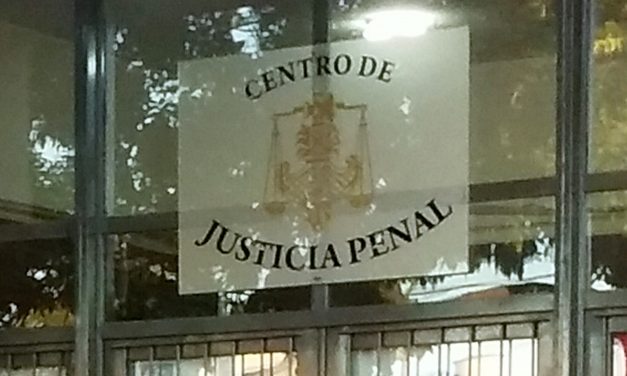 CENTRO DE
JUSTICIA PENAL